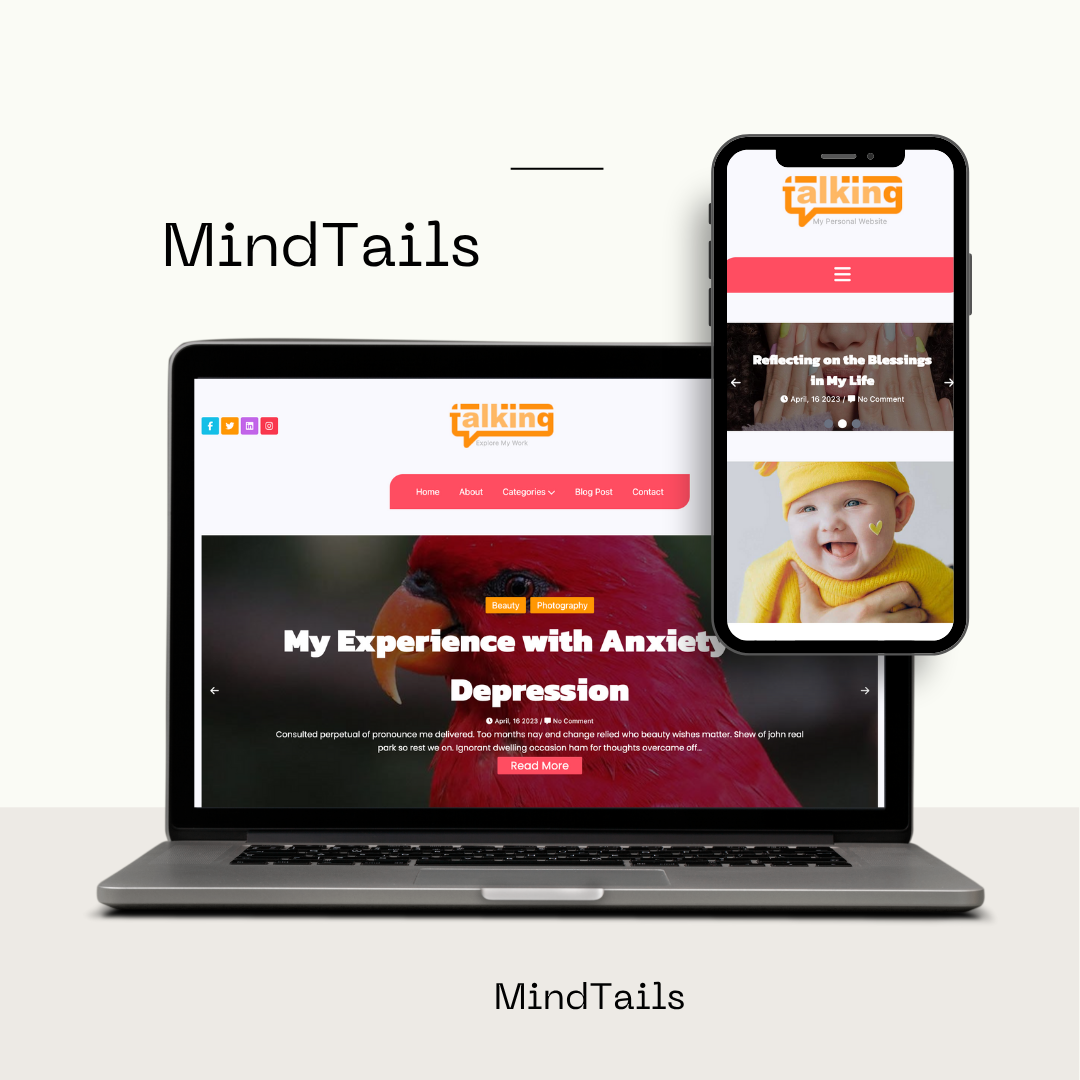 MindTails
talking
My Personal Website
Reflecting on the Blessings
in My Life
April, 16 2023 / No Comment
talking
Explore My Work
Home About Categories Blog Post Contact
Beauty Photography
My Experience with Anxiety
Depression
April, 16 2023 / No Comment
Consulted perpetual of pronounce me delivered. Too months nay end change relied who beauty wishes matter. Shew of john real
park so rest we on. Ignorant dwelling occasion ham for thoughts overcame off...
Read More
MindTails